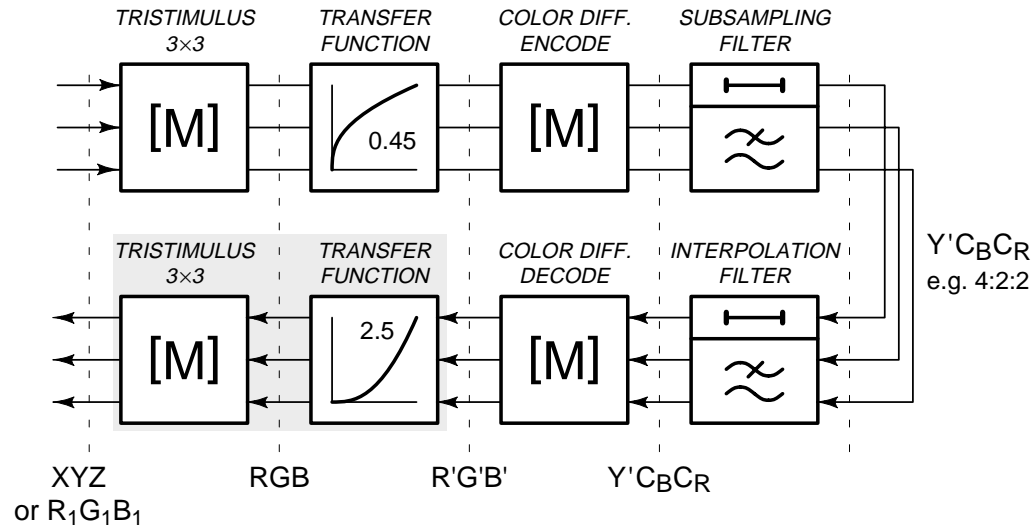 TRISTIMULUS
3×3
TRANSFER
FUNCTION
COLOR DIFF.
ENCODE
SUBSAMPLING
FILTER
[M]
0.45
[M]
Y'CBCR
e.g. 4:2:2
TRISTIMULUS
3×3
TRANSFER
FUNCTION
COLOR DIFF.
DECODE
INTERPOLATION
FILTER
[M]
2.5
[M]
XYZ
or R1G1B1
RGB
R'G'B'
Y'CBCR